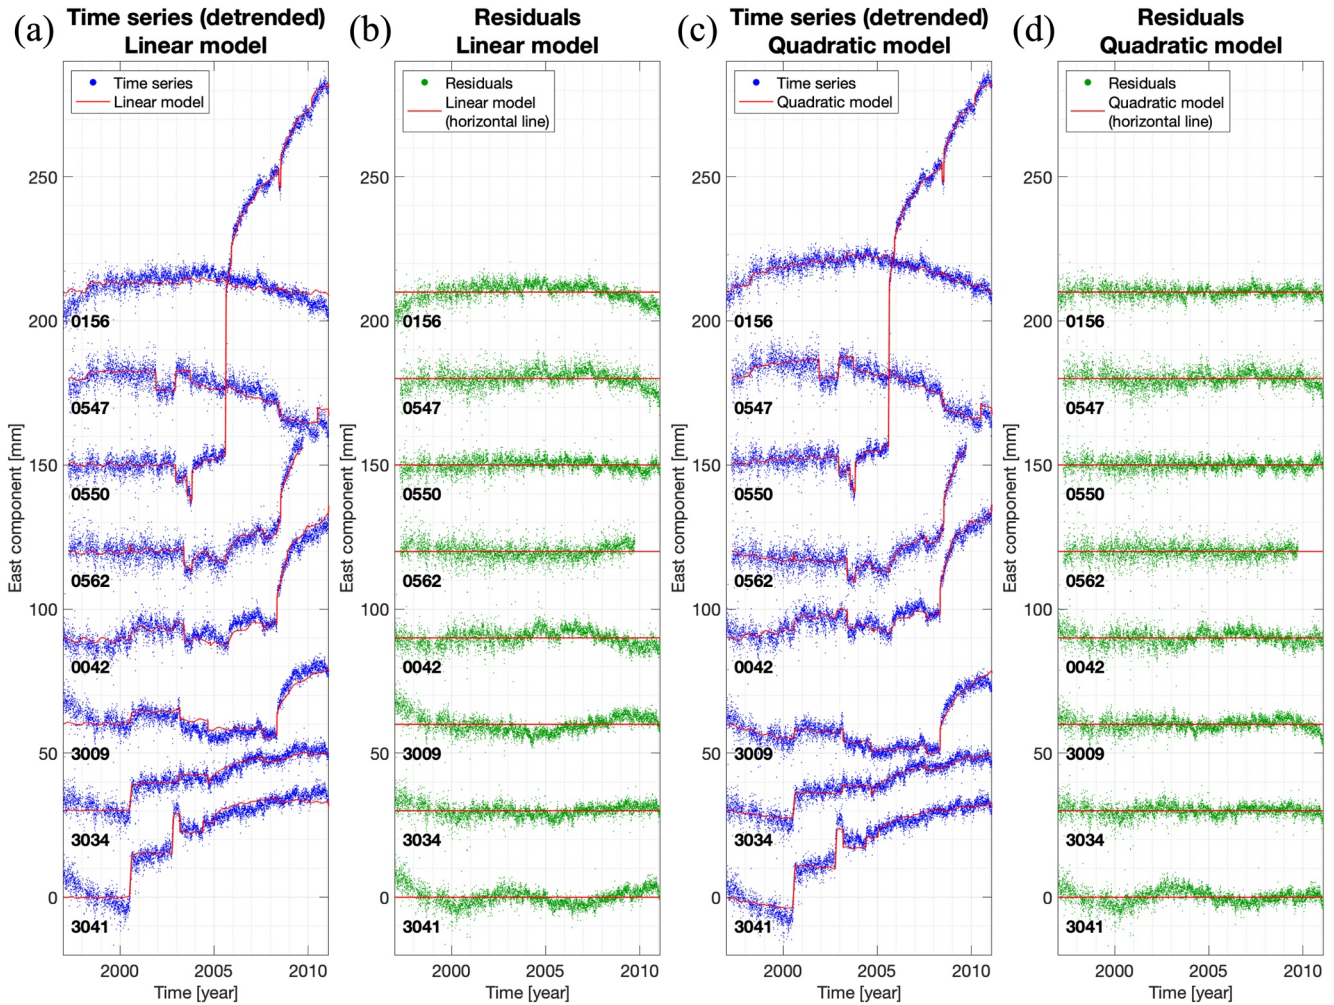 (a) Time series (detrended)
Linear model
Time series
Linear model
East component [mm]
250
200
150
100
50
0
0156
0547
0550
0562
0042
3009
3034
3041
2000 2005 2010
Time [year]
(b) Residuals
Linear model
Residuals
Linear model
(horizontal line)
East component [mm]
250
200
150
100
50
0
0156
0547
0550
0562
0042
3009
3034
3041
2000 2005 2010
Time [year]
(c) Time series (detrended)
Quadratic model
Time series
Quadratic model
East component [mm]
250
200
150
100
50
0
0156
0547
0550
0562
0042
3009
3034
3041
2000 2005 2010
Time [year]
(d) Residuals
Quadratic model
Residuals
Quadratic model
(horizontal line)
East component [mm]
250
200
150
100
50
0
0156
0547
0550
0562
0042
3009
3034
3041
2000 2005 2010
Time [year]